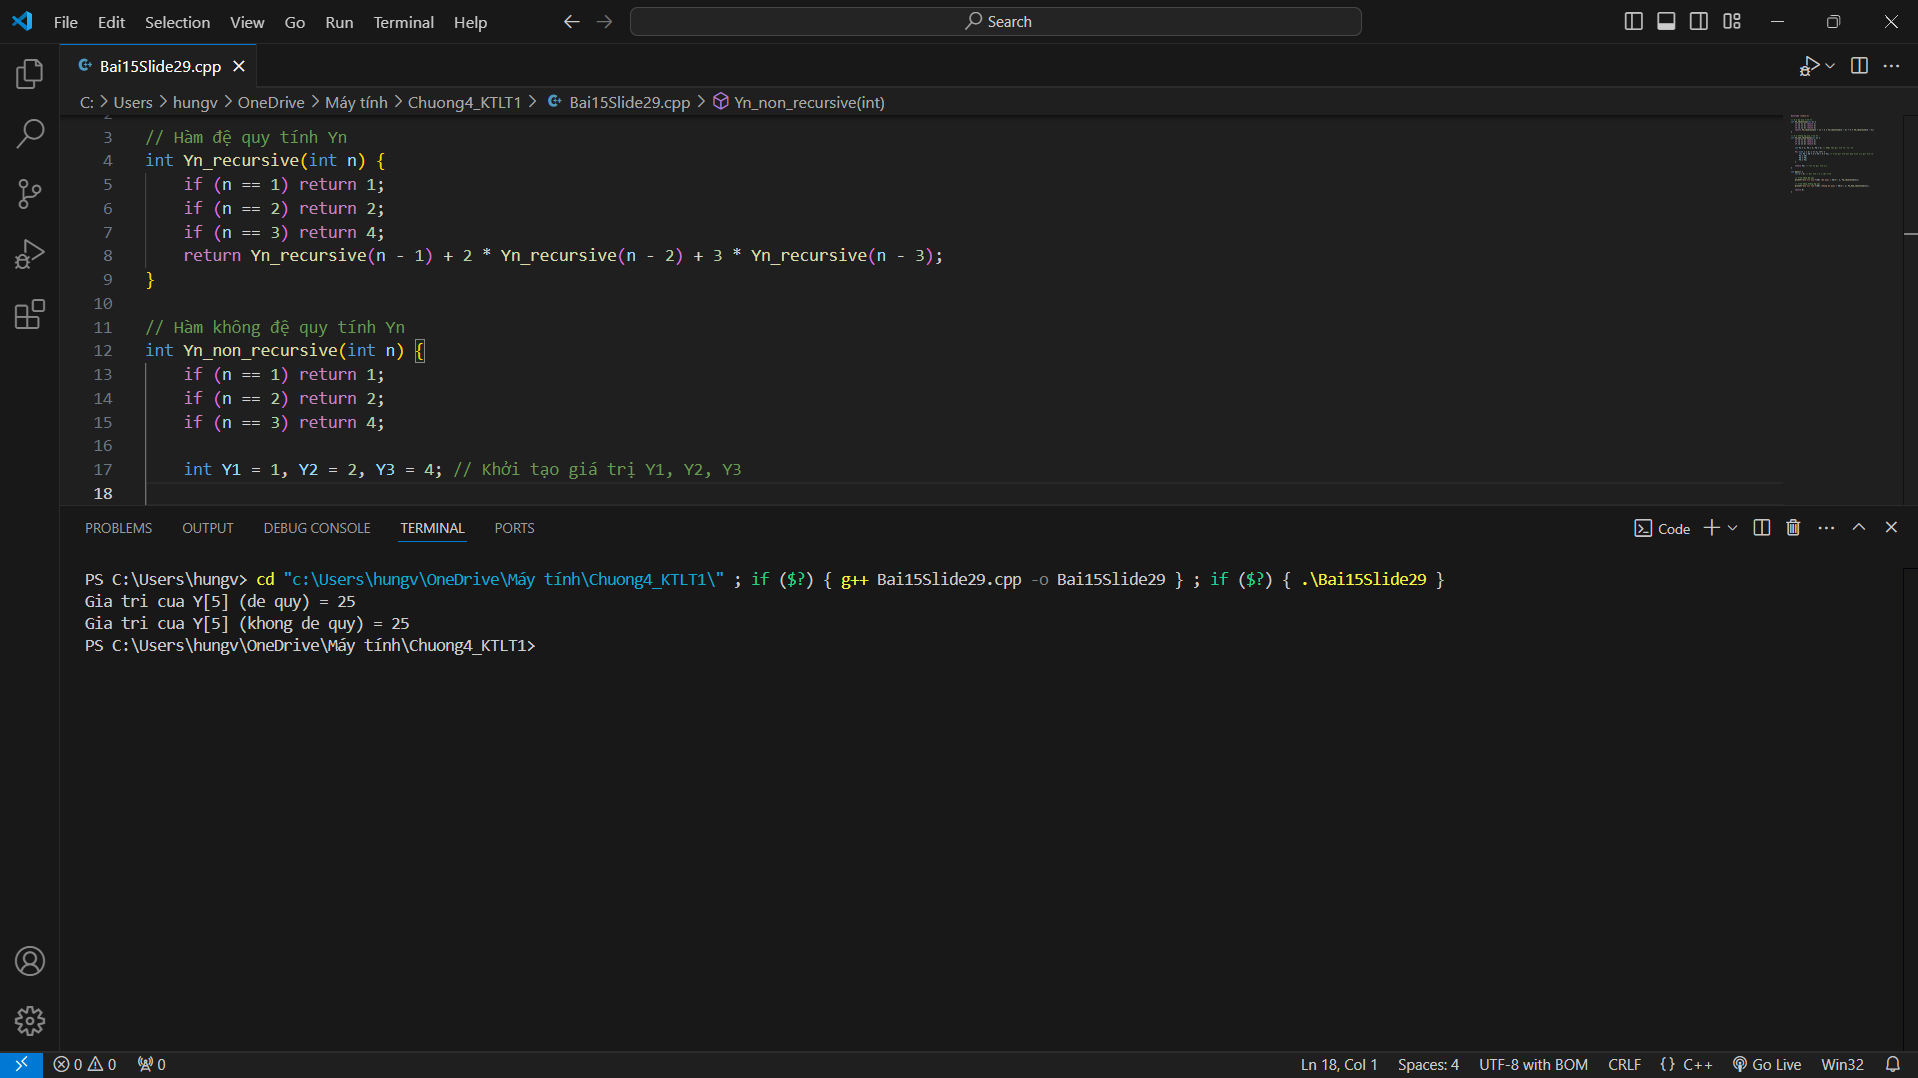 File Edit Selection View Go Run Terminal Help
Search
Bai15Slide29.cpp
C: > Users > hungv > OneDrive > Máy tính > Chuong4_KTLT1 > Bai15Slide29.cpp > Yn_non_recursive(int)
2
3 // Hàm đệ quy tính Yn
4 int Yn_recursive(int n) {
5 if (n == 1) return 1;
6 if (n == 2) return 2;
7 if (n == 3) return 4;
8 return Yn_recursive(n - 1) + 2 * Yn_recursive(n - 2) + 3 * Yn_recursive(n - 3);
9 }
10
11 // Hàm không đệ quy tính Yn
12 int Yn_non_recursive(int n) {
13 if (n == 1) return 1;
14 if (n == 2) return 2;
15 if (n == 3) return 4;
16
17 int Y1 = 1, Y2 = 2, Y3 = 4; // Khởi tạo giá trị Y1, Y2, Y3
18
PROBLEMS OUTPUT DEBUG CONSOLE TERMINAL PORTS
Code
PS C:\Users\hungv> cd "c:\Users\hungv\OneDrive\Máy tính\Chuong4_KTLT1\" ; if ($?) { g++ Bai15Slide29.cpp -o Bai15Slide29 } ; if ($?) { .\Bai15Slide29 }
Gia tri cua Y[5] (de quy) = 25
Gia tri cua Y[5] (khong de quy) = 25
PS C:\Users\hungv\OneDrive\Máy tính\Chuong4_KTLT1>
0 0 0
Ln 18, Col 1 Spaces: 4 UTF-8 with BOM CRLF {} C++ Go Live Win32